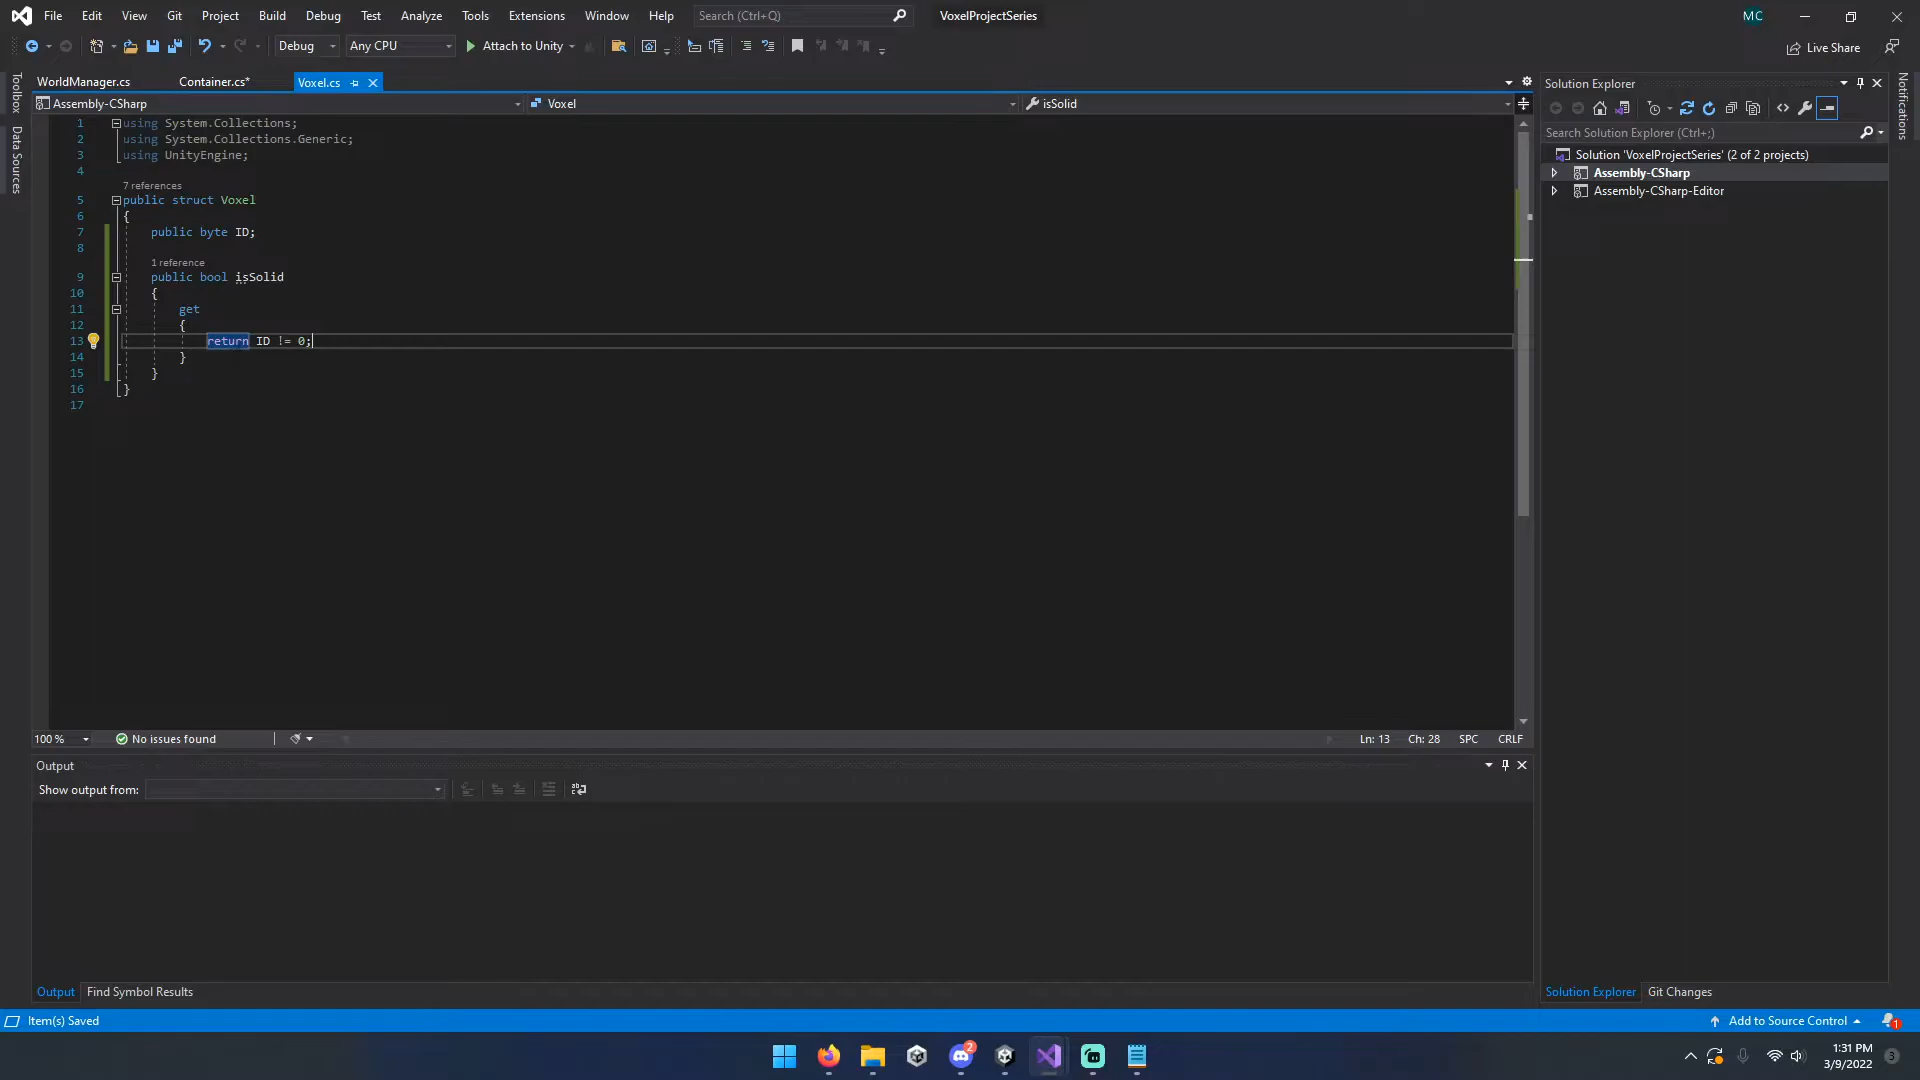 File Edit View Git Project Build Debug Test Analyze Tools Extensions Window Help Search (Ctrl+Q) VoxelProjectSeries MC
Debug Any CPU Attach to Unity Live Share
WorldManager.cs Container.cs* Voxel.cs
Assembly-CSharp Voxel isSolid
1 using System.Collections;
2 using System.Collections.Generic;
3 using UnityEngine;
4
7 references
5 public struct Voxel
6 {
7 public byte ID;
8
1 reference
9 public bool isSolid
10 {
11 get
12 {
13 return ID != 0;
14 }
15 }
16 }
17
100 % No issues found Ln: 13 Ch: 28 SPC CRLF
Output
Show output from:
Output Find Symbol Results
Toolbox
Data Sources
Solution Explorer
Search Solution Explorer (Ctrl+;)
Solution 'VoxelProjectSeries' (2 of 2 projects)
Assembly-CSharp
Assembly-CSharp-Editor
Solution Explorer Git Changes
Notifications
Item(s) Saved Add to Source Control 1
2
1:31 PM
3/9/2022
3